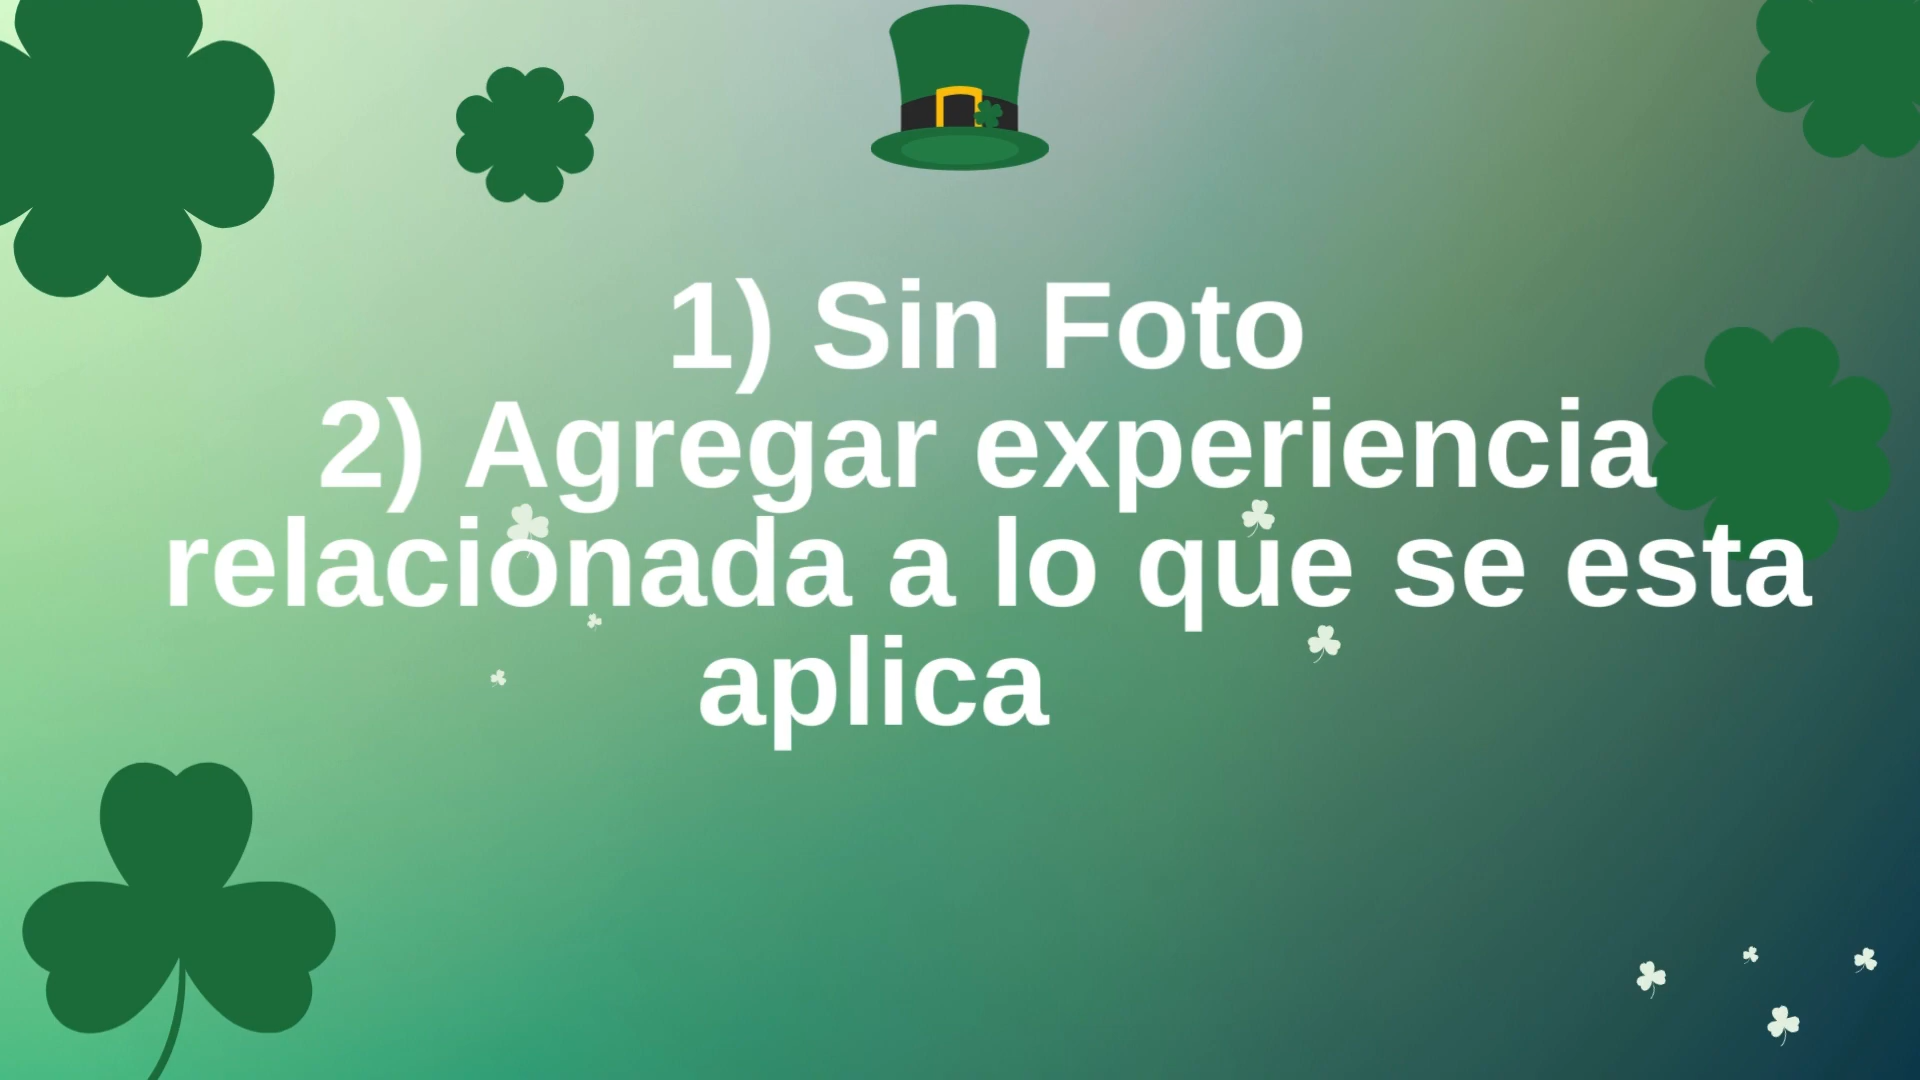 1) Sin Foto
2) Agregar experiencia
relacionada a lo que se esta
aplica